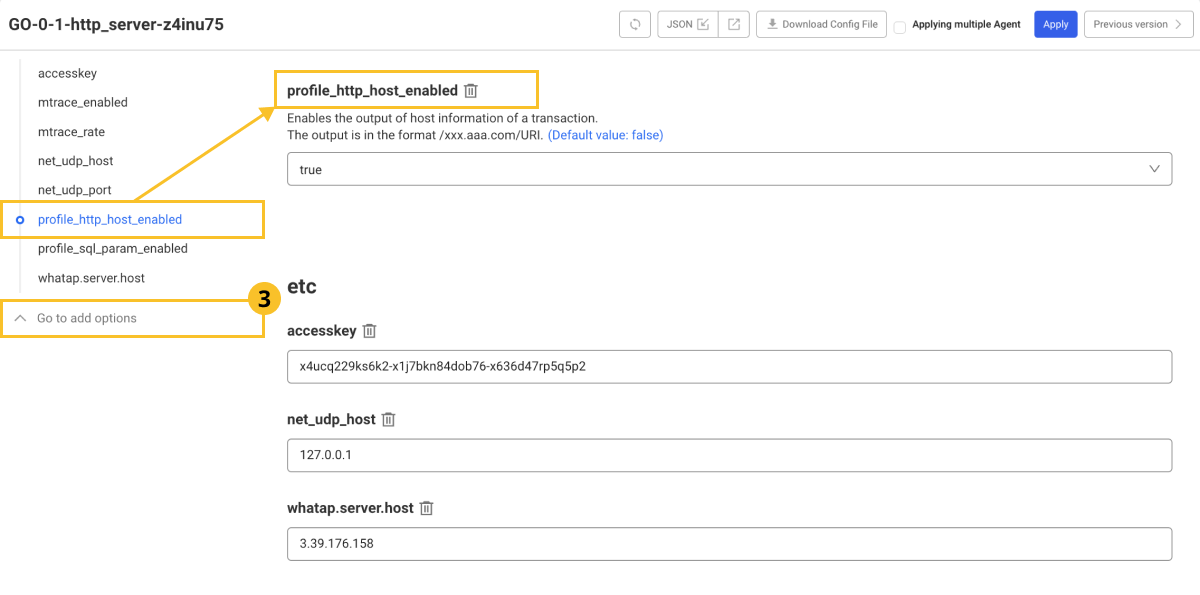 GO-0-1-http_server-z4inu75
JSON
Download Config File
Applying multiple Agent
Apply
Previous version
accesskey
mtrace_enabled
mtrace_rate
net_udp_host
net_udp_port
profile_http_host_enabled
profile_sql_param_enabled
whatap.server.host
3
Go to add options
profile_http_host_enabled
Enables the output of host information of a transaction.
The output is in the format /xxx.aaa.com/URI. (Default value: false)
true
etc
accesskey
x4ucq229ks6k2-x1j7bkn84dob76-x636d47rp5q5p2
net_udp_host
127.0.0.1
whatap.server.host
3.39.176.158